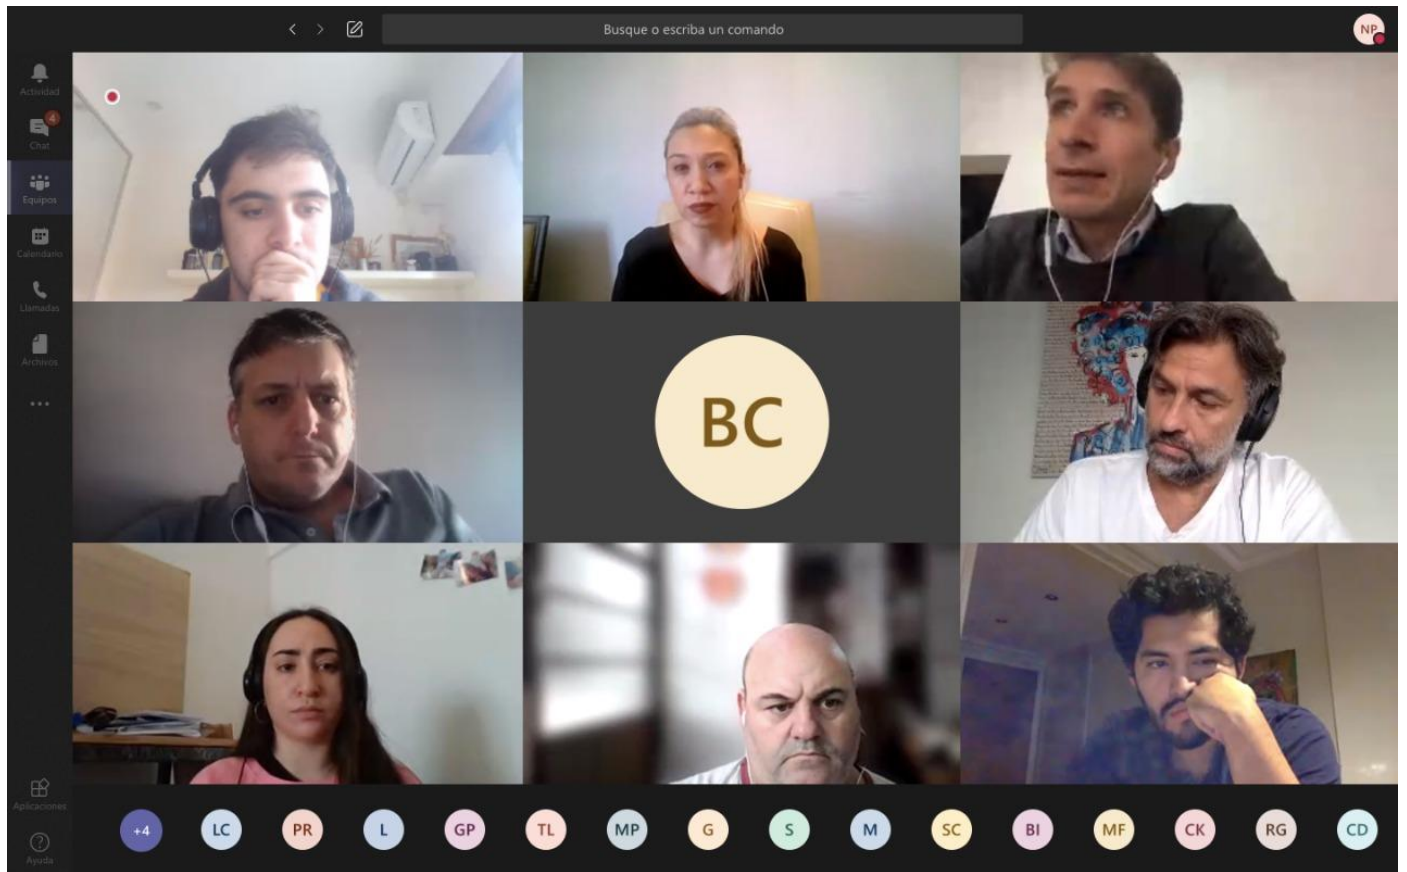 Busque o escriba un comando
NP
Actividad
4
Chat
Equipos
Calendario
Llamadas
Archivos
BC
Aplicaciones
Ayuda
+4
LC
PR
L
GP
TL
MP
G
S
M
SC
BI
MF
CK
RG
CD